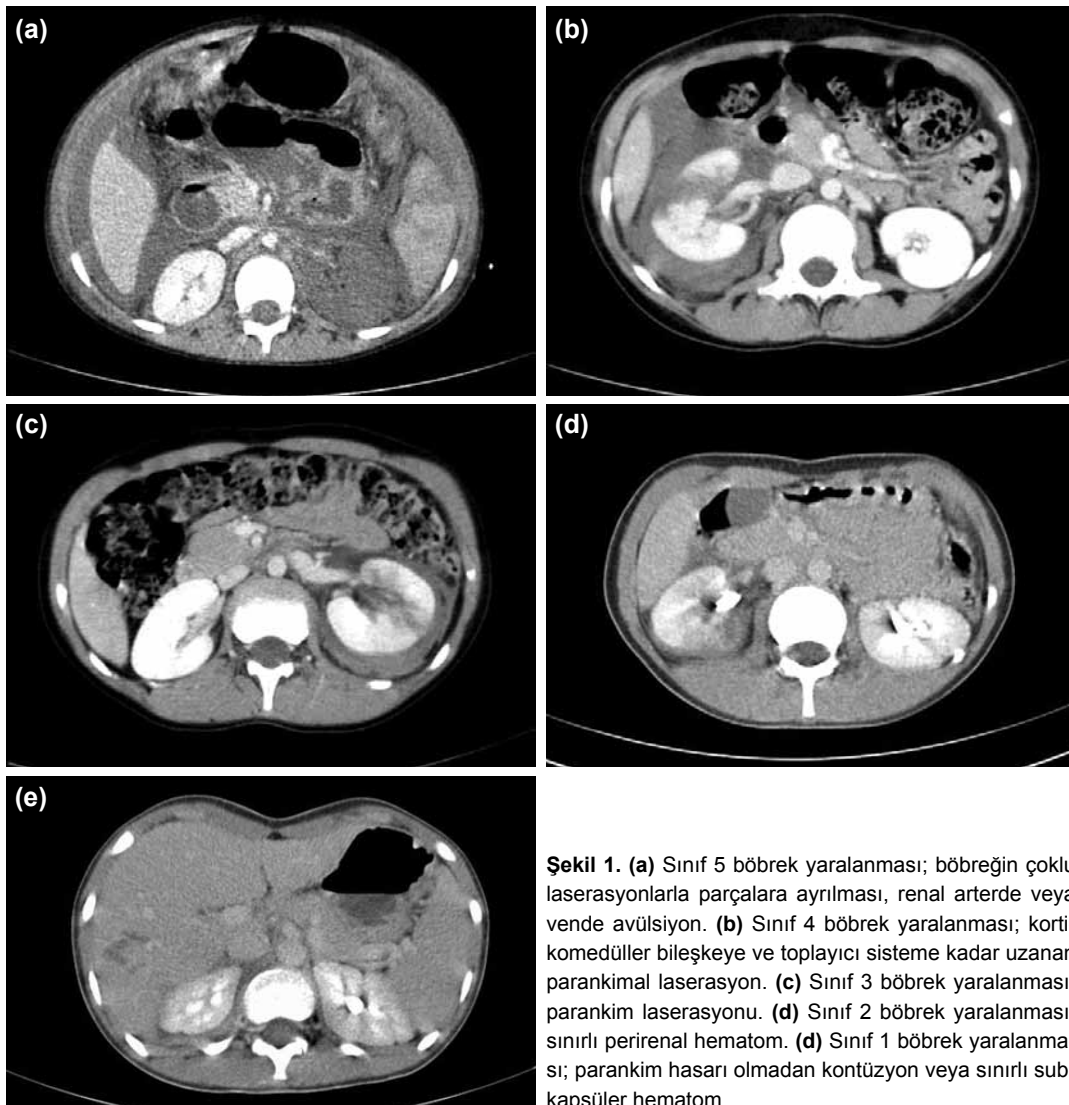 (a)
(b)
(c)
(d)
(e)
Şekil 1. (a) Sınıf 5 böbrek yaralanması; böbreğin çoklu
laserasyonlarla parçalara ayrılması, renal arterde veya
vende avülsiyon. (b) Sınıf 4 böbrek yaralanması; korti-
komedüller bileşkeye ve toplayıcı sisteme kadar uzanan
parankimal laserasyon. (c) Sınıf 3 böbrek yaralanması;
parankim laserasyonu. (d) Sınıf 2 böbrek yaralanması;
sınırlı perirenal hematom. (d) Sınıf 1 böbrek yaralanma-
sı; parankim hasarı olmadan kontüzyon veya sınırlı sub-
kapsüler hematom.